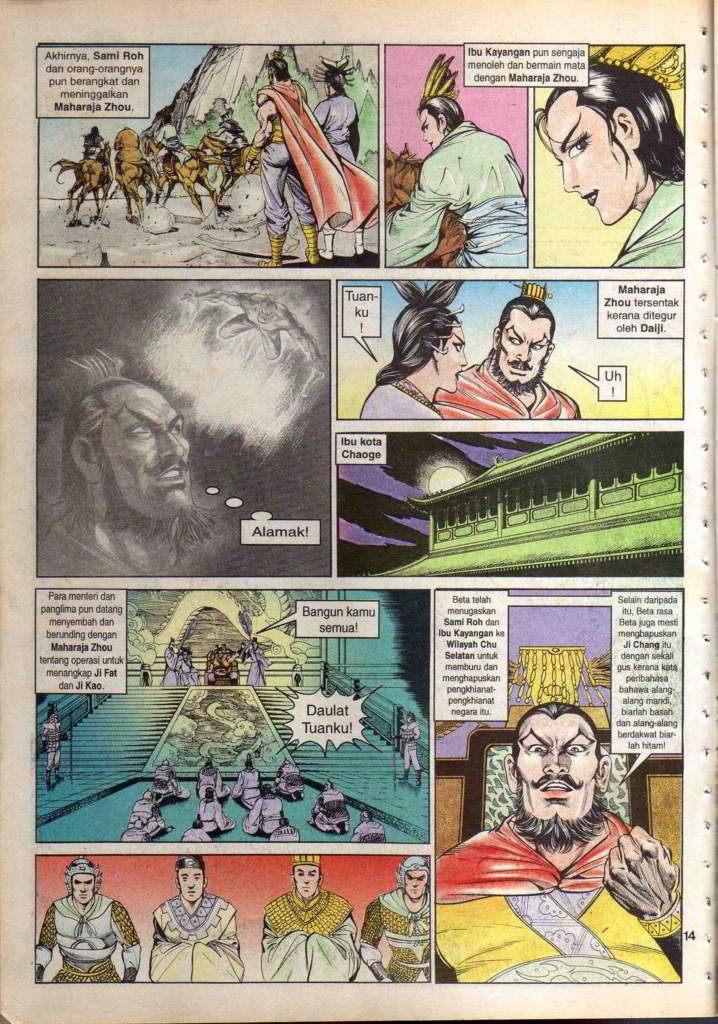 Akhirnya, Sami Roh
dan orang-orangnya
pun berangkat dan
meninggalkan
Maharaja Zhou.
Ibu Kayangan pun sengaja
menoleh dan bermain mata
dengan Maharaja Zhou.
Alamak!
Tuan-
ku
!
Maharaja
Zhou tersentak
kerana ditegur
oleh Daiji.
Uh
!
Ibu kota
Chaoge
Para menteri dan
panglima pun datang
menyembah dan
berunding dengan
Maharaja Zhou
tentang operasi untuk
menangkap Ji Fat
dan Ji Kao.
Bangun kamu
semua!
Daulat
Tuanku!
Beta telah
menugaskan
Sami Roh dan
Ibu Kayangan ke
Wilayah Chu
Selatan untuk
memburu dan
menghapuskan
pengkhianat-
pengkhianat
negara itu.
Selain daripada
itu, Beta rasa
Beta juga mesti
menghapuskan
Ji Chang itu
dengan sekali
gus kerana kata
peribahasa
bahawa alang-
alang mandi,
biarlah basah
dan alang-alang
berdakwat biar-
lah hitam!
14